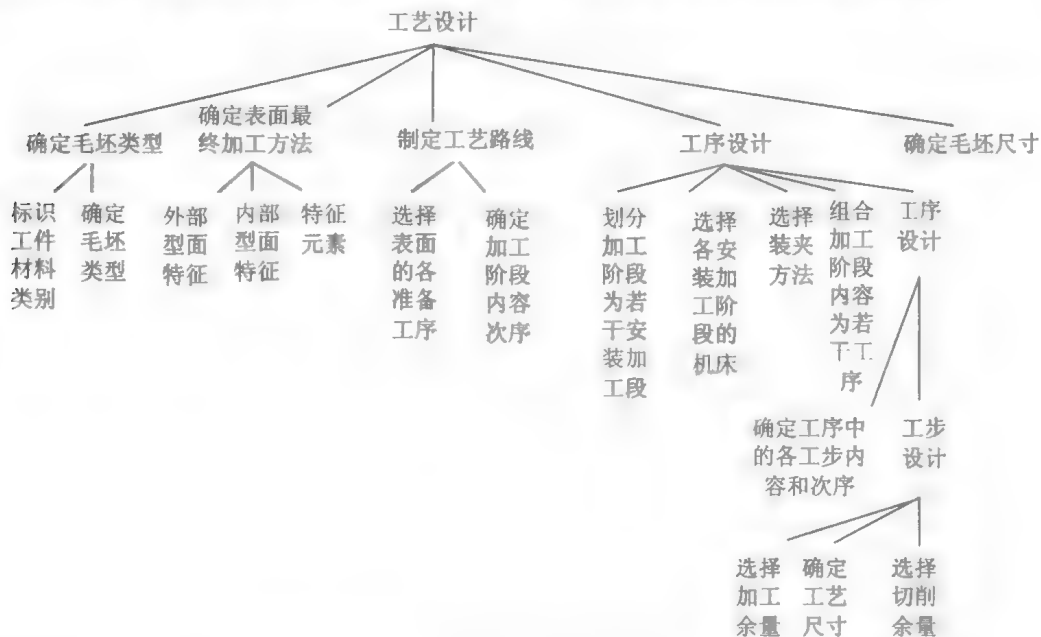 工艺设计
确定毛坯类型
确定表面最
终加工方法
制定工艺路线
工序设计
确定毛坯尺寸
标识
工件
材料
类别
确定
毛坯
类型
外部
型面
特征
内部
型面
特征
特征
元素
选择
表面
的各
准备
工序
确定
加工
阶段
内容
次序
划分
加工
阶段
为若
干安
装加
工段
选择
各安
装加
工阶
段的
机床
选择
装夹
方法
组合
加工
阶段
内容
为若
干工
序
工序
设计
确定工序中
的各工步内
容和次序
工步
设计
选择
加工
余量
确定
工艺
尺寸
选择
切削
余量